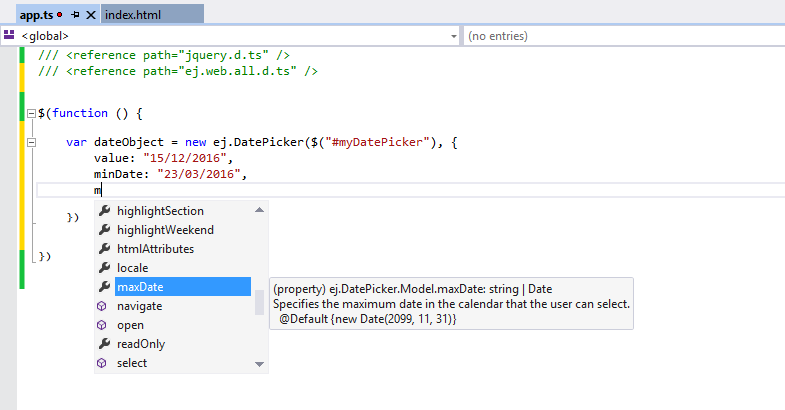 app.ts
index.html
<global>
(no entries)
/// <reference path="jquery.d.ts" />
/// <reference path="ej.web.all.d.ts" />
$(function () {
var dateObject = new ej.DatePicker($("#myDatePicker"), {
value: "15/12/2016",
minDate: "23/03/2016",
m
highlightSection
})
highlightWeekend
htmlAttributes
})
locale
maxDate
(property) ej.DatePicker.Model.maxDate: string | Date
navigate
Specifies the maximum date in the calendar that the user can select.
open
@Default {new Date(2099, 11, 31)}
readOnly
select